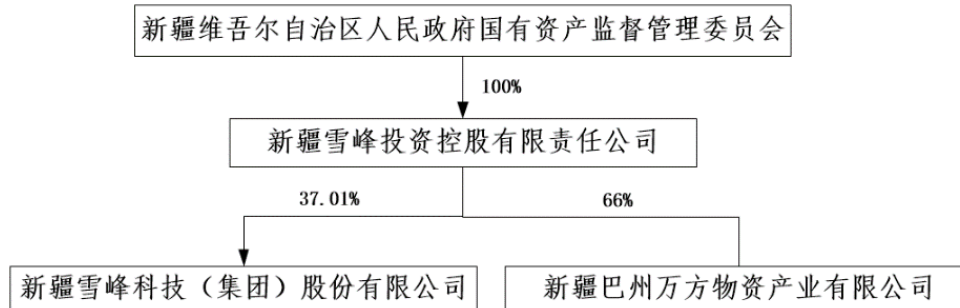 新疆维吾尔自治区人民政府国有资产监督管理委员会
100%
新疆雪峰投资控股有限责任公司
37.01%
66%
新疆雪峰科技（集团）股份有限公司
新疆巴州万方物资产业有限公司